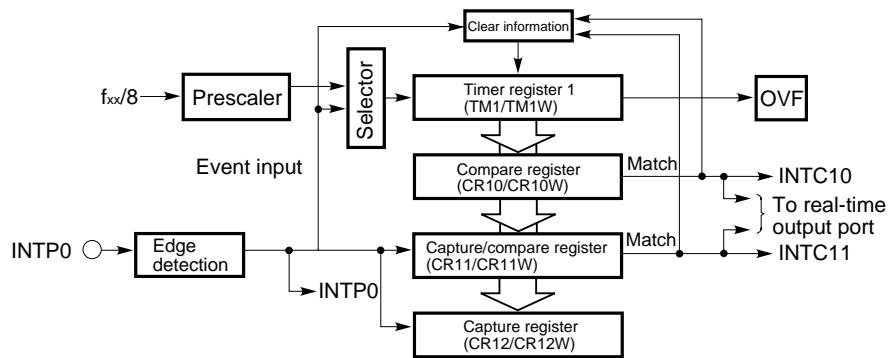 Clear information
fxx/8
Prescaler
Selector
Timer register 1
(TM1/TM1W)
OVF
Event input
Compare register
(CR10/CR10W)
Match
INTC10
To real-time
output port
INTP0
Edge
detection
Capture/compare register
(CR11/CR11W)
Match
INTC11
INTP0
Capture register
(CR12/CR12W)